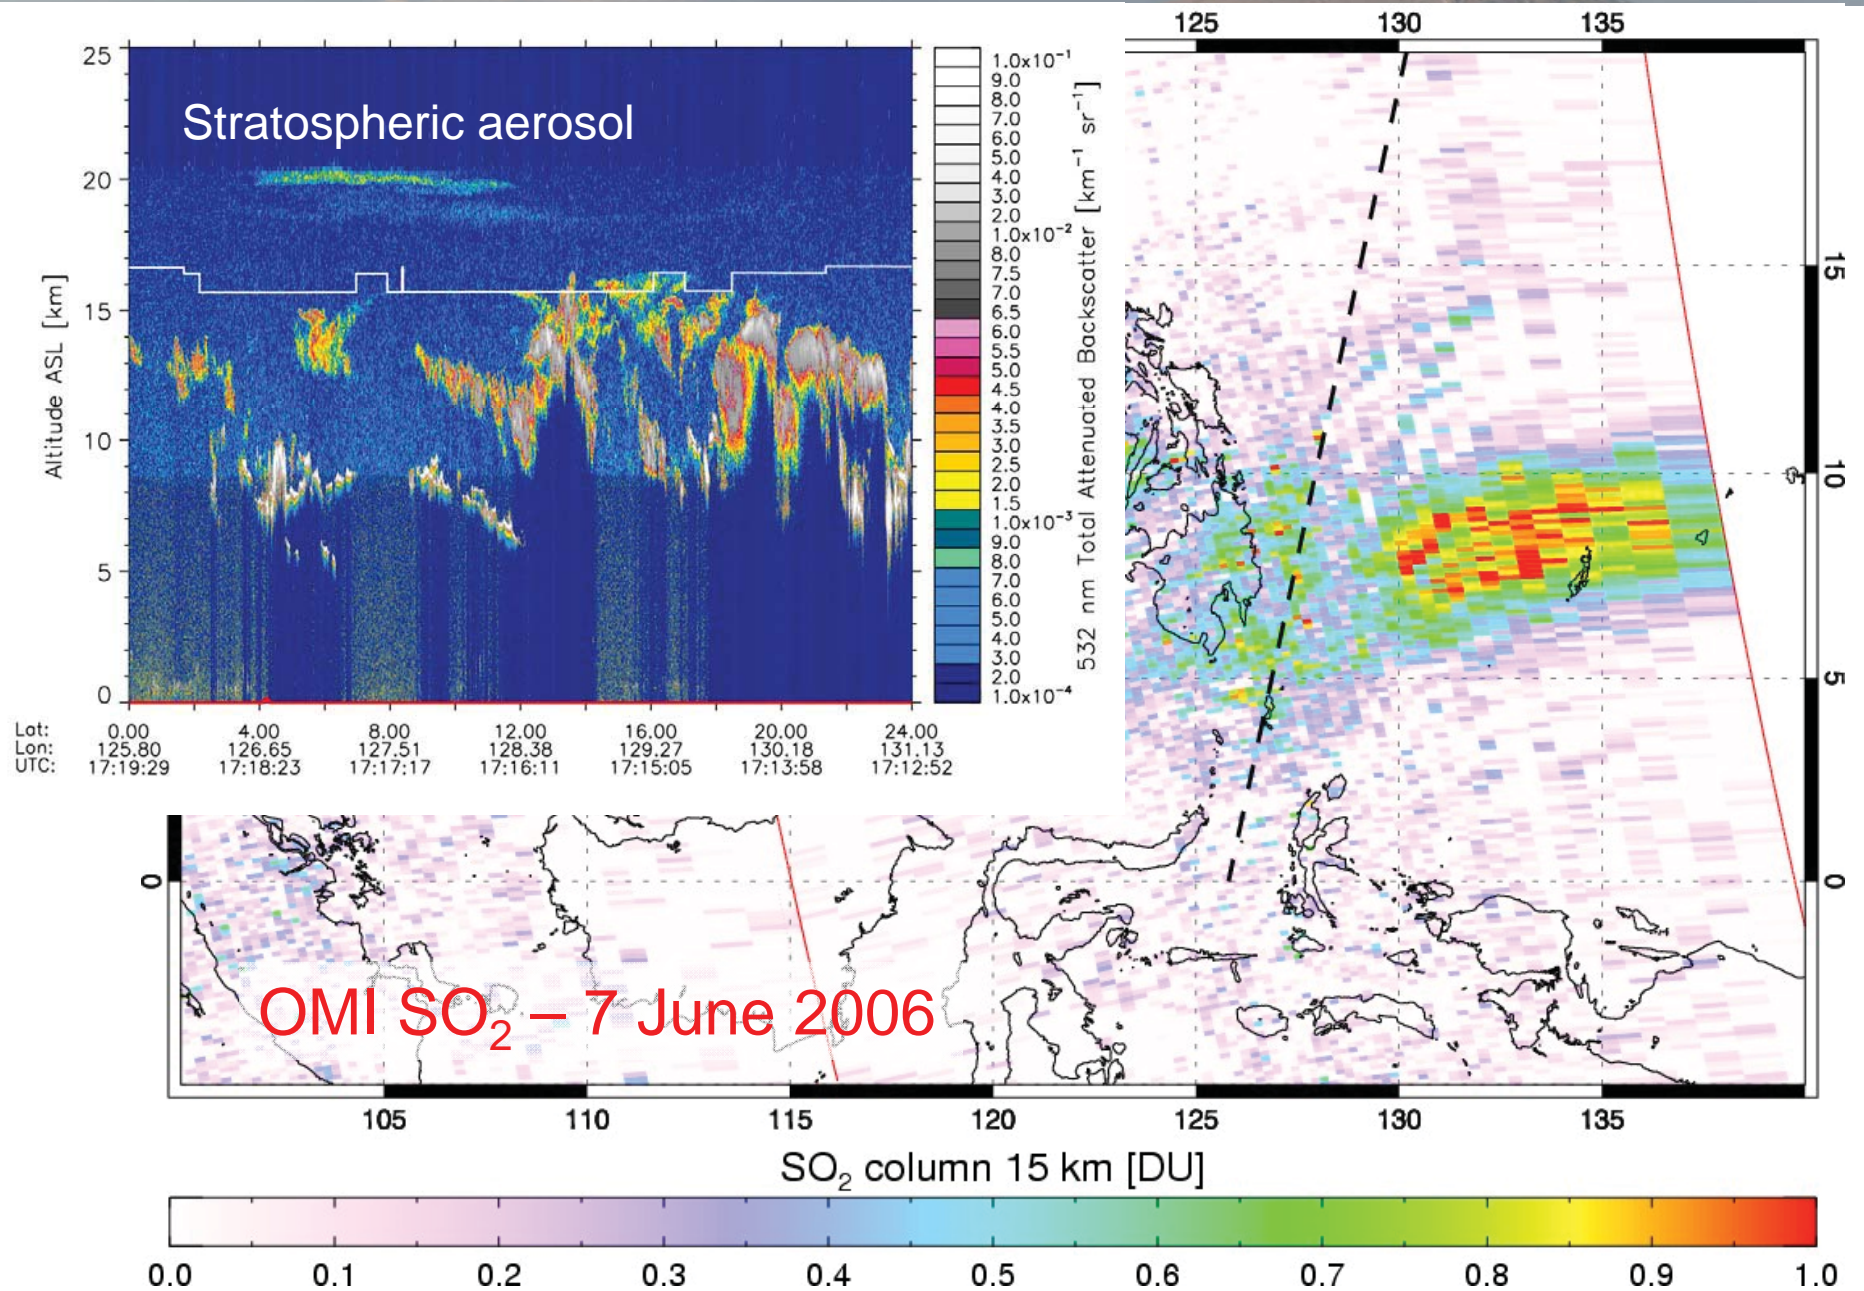 Stratospheric aerosol
25
20
15
10
5
0
Altitude ASL [km]
Lat: 0.00 4.00 8.00 12.00 16.00 20.00 24.00
Lon: 125.80 126.65 127.51 128.38 129.27 130.18 131.13
UTC: 17:19:29 17:18:23 17:17:17 17:16:11 17:15:05 17:13:58 17:12:52
1.0x10⁻¹
9.0
8.0
7.0
6.0
5.0
4.0
3.0
2.0
1.0x10⁻²
8.0
7.5
7.0
6.5
6.0
5.5
5.0
4.5
4.0
3.5
3.0
2.5
2.0
1.5
1.0x10⁻³
9.0
8.0
7.0
6.0
5.0
4.0
3.0
2.0
1.0x10⁻⁴
532 nm Total Attenuated Backscatter [km⁻¹ sr⁻¹]
125 130 135
15
10
5
0
0
OMI SO₂ – 7 June 2006
105 110 115 120 125 130 135
SO₂ column 15 km [DU]
0.0 0.1 0.2 0.3 0.4 0.5 0.6 0.7 0.8 0.9 1.0